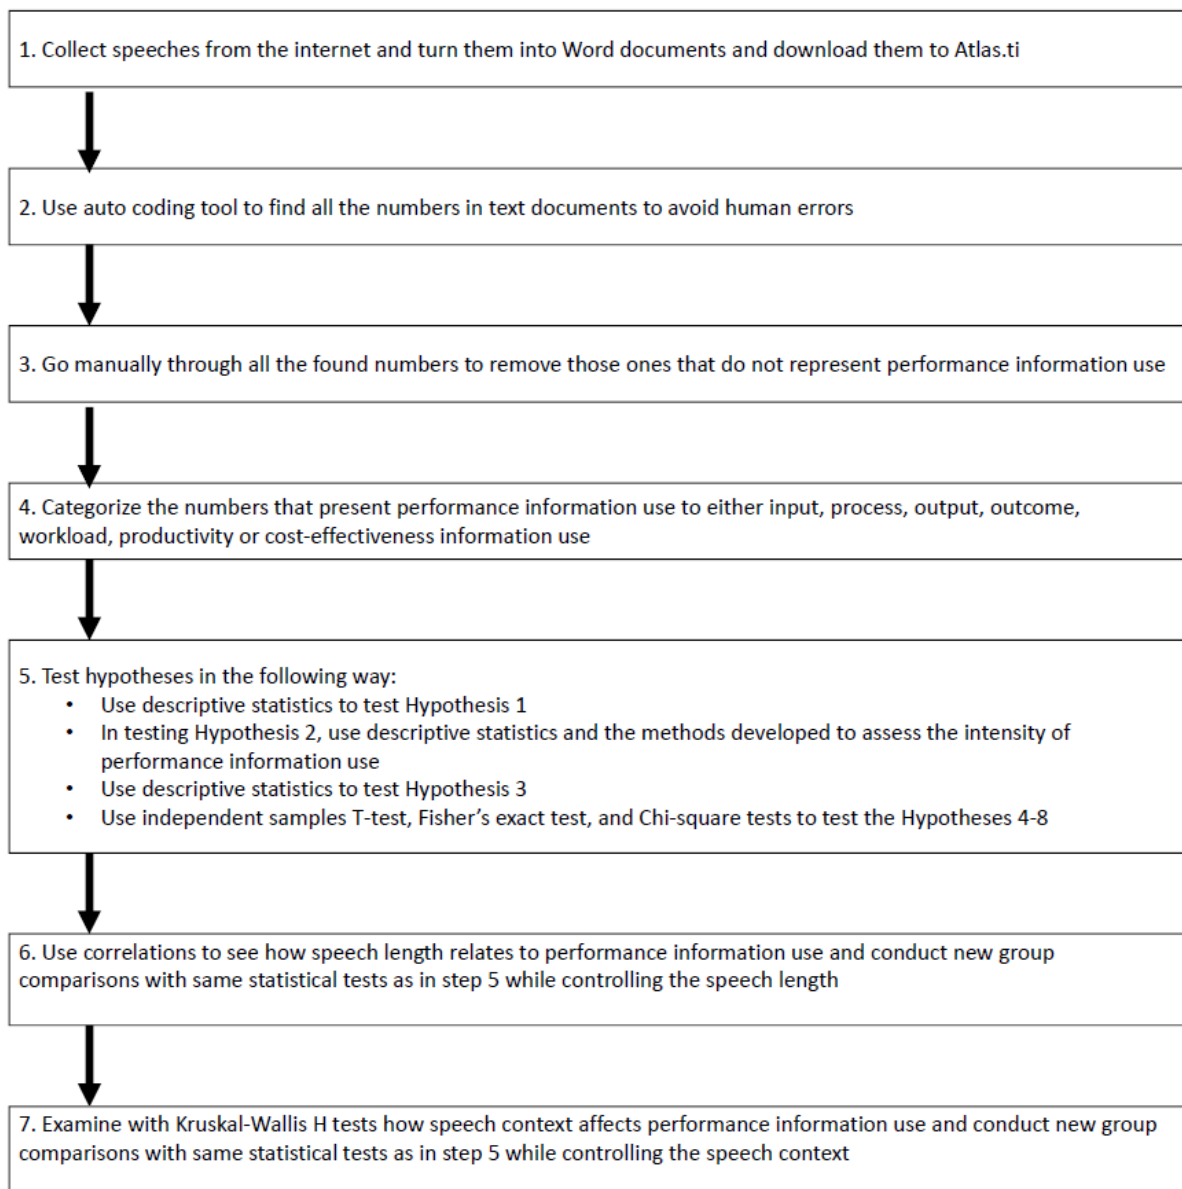 1. Collect speeches from the internet and turn them into Word documents and download them to Atlas.ti
2. Use auto coding tool to find all the numbers in text documents to avoid human errors
3. Go manually through all the found numbers to remove those ones that do not represent performance information use
4. Categorize the numbers that present performance information use to either input, process, output, outcome,
workload, productivity or cost-effectiveness information use
5. Test hypotheses in the following way:
• Use descriptive statistics to test Hypothesis 1
• In testing Hypothesis 2, use descriptive statistics and the methods developed to assess the intensity of
performance information use
• Use descriptive statistics to test Hypothesis 3
• Use independent samples T-test, Fisher's exact test, and Chi-square tests to test the Hypotheses 4-8
6. Use correlations to see how speech length relates to performance information use and conduct new group
comparisons with same statistical tests as in step 5 while controlling the speech length
7. Examine with Kruskal-Wallis H tests how speech context affects performance information use and conduct new group
comparisons with same statistical tests as in step 5 while controlling the speech context